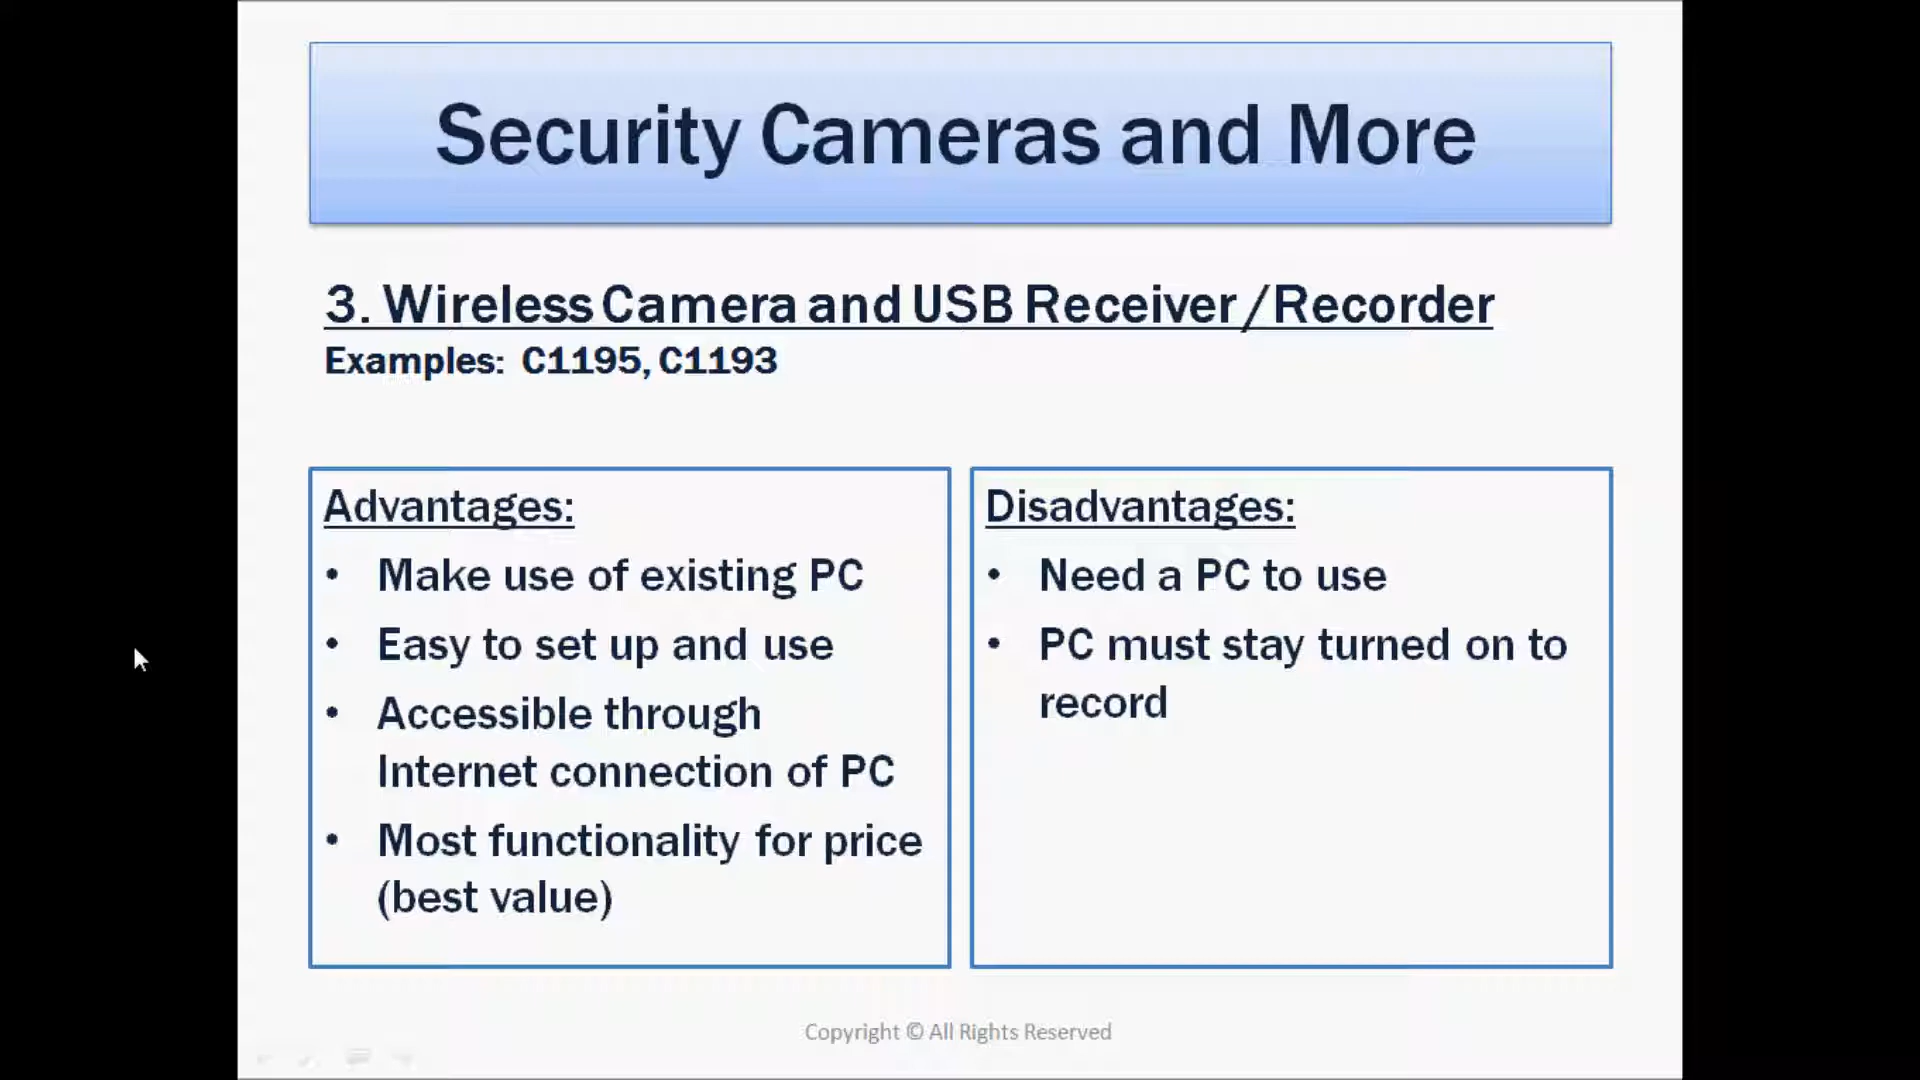 Security Cameras and More
3. Wireless Camera and USB Receiver/Recorder
Examples: C1195, C1193
Advantages:
• Make use of existing PC
• Easy to set up and use
• Accessible through
Internet connection of PC
• Most functionality for price
(best value)
Disadvantages:
• Need a PC to use
• PC must stay turned on to
record
Copyright © All Rights Reserved